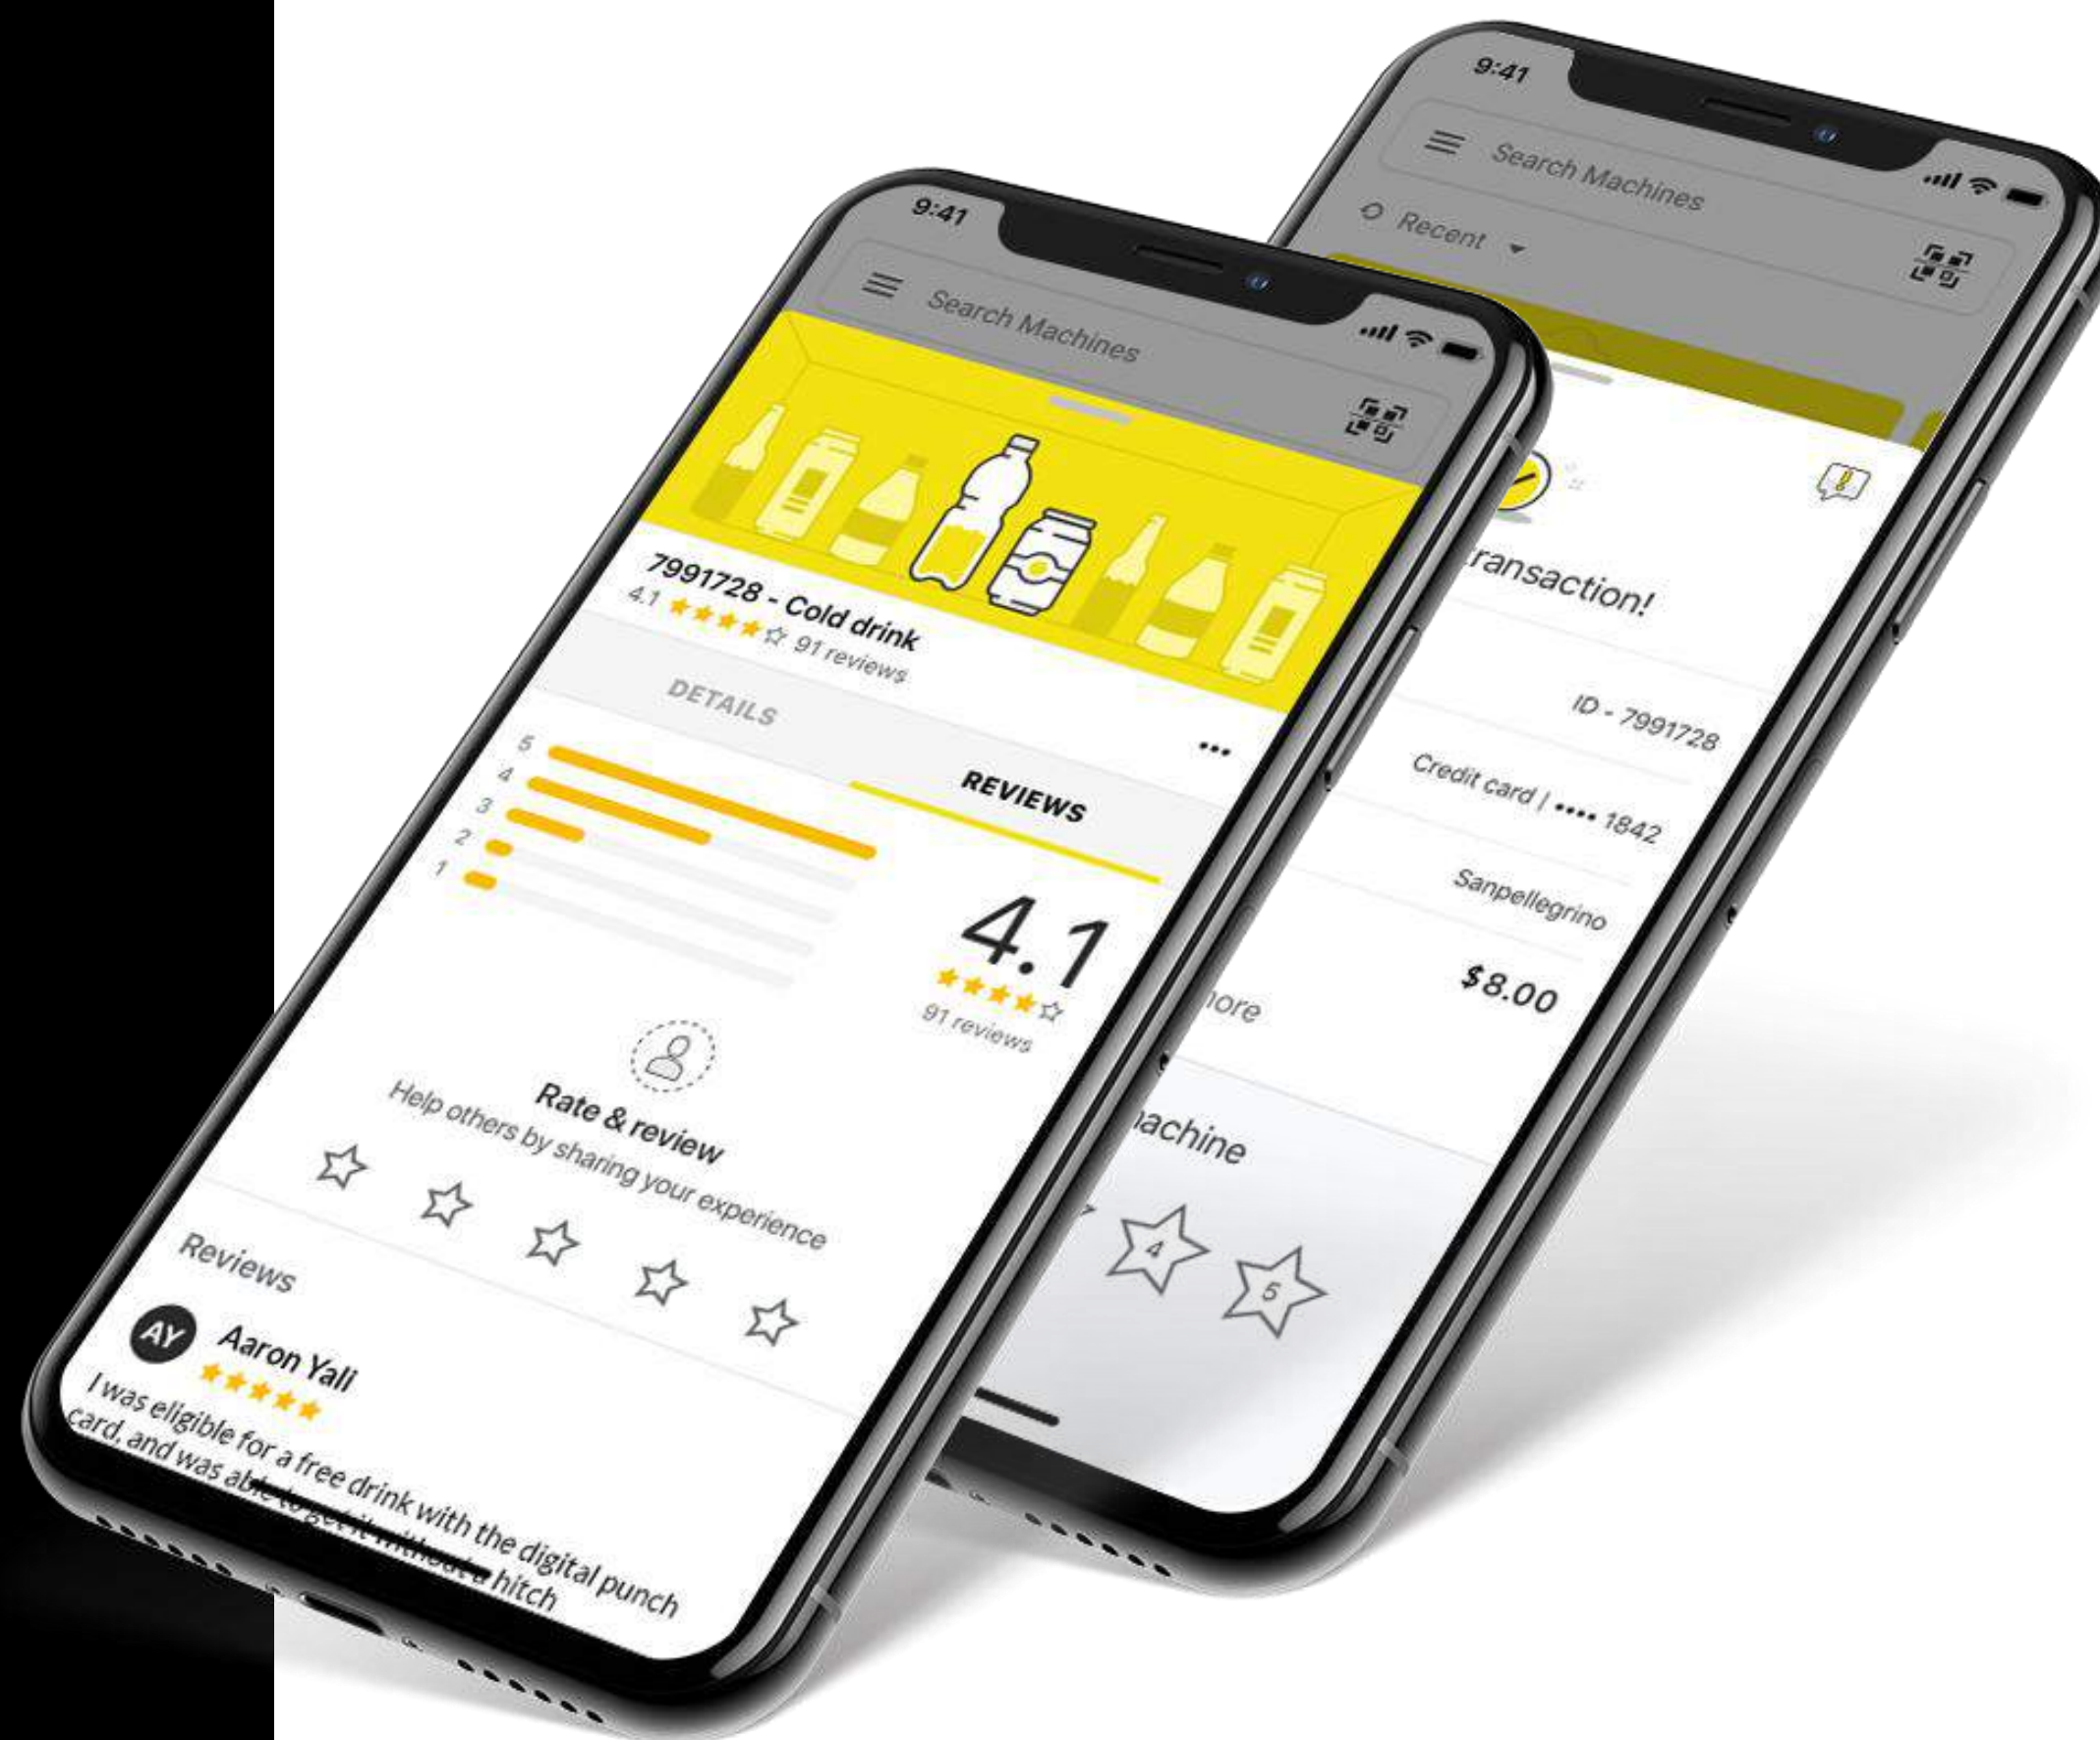 9:41
Search Machines
7991728 - Cold drink
4.1 91 reviews
DETAILS
REVIEWS
5
4
3
2
1
4.1
91 reviews
Rate & review
Help others by sharing your experience
Reviews
AY
Aaron Yali
I was eligible for a free drink with the digital punch
card, and was able to get it without a hitch
9:41
Search Machines
Recent
ransaction!
ID - 7991728
Credit card | •••• 1842
Sanpellegrino
$8.00
ore
achine
4
5